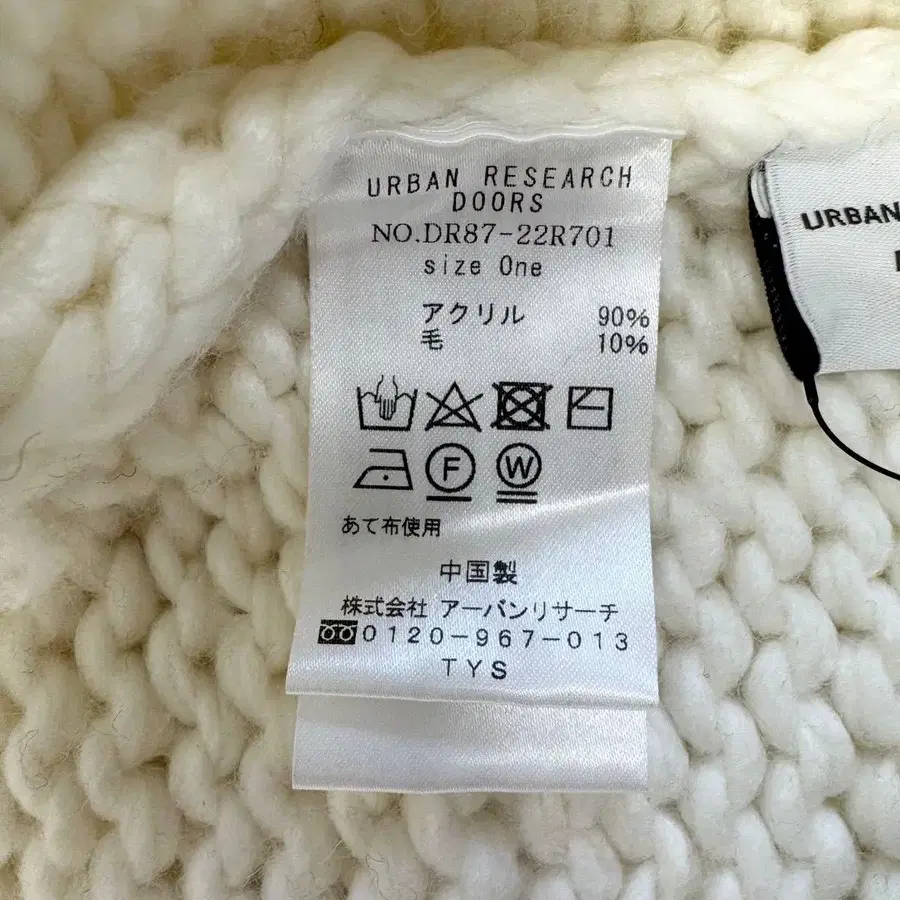 URBAN RESEARCH
DOORS
NO.DR87-22R701
size One
アクリル 90%
毛 10%
F W
あて布使用
中国製
株式会社 アーバンリサーチ
0120-967-013
TYS
URBAN